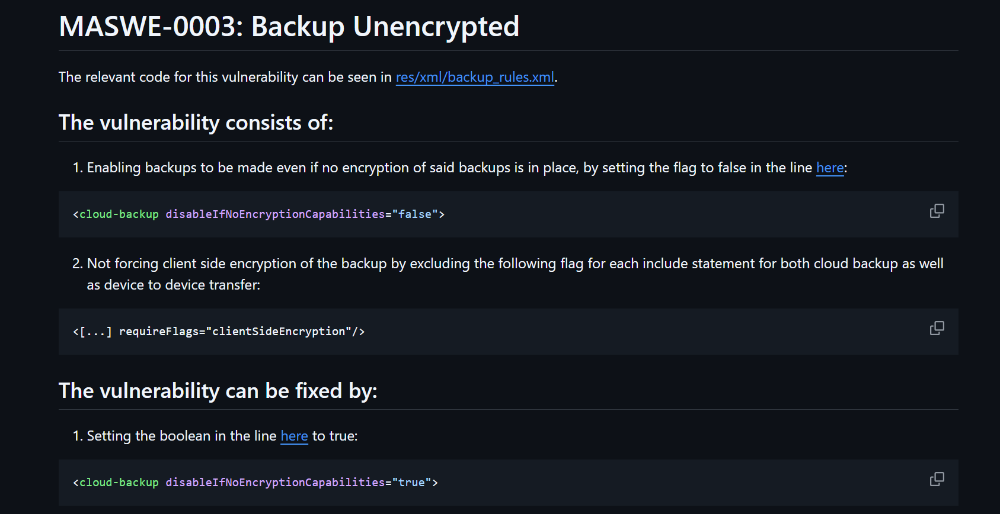 MASWE-0003: Backup Unencrypted
The relevant code for this vulnerability can be seen in res/xml/backup_rules.xml.
The vulnerability consists of:
1. Enabling backups to be made even if no encryption of said backups is in place, by setting the flag to false in the line here:
<cloud-backup disableIfNoEncryptionCapabilities="false">
2. Not forcing client side encryption of the backup by excluding the following flag for each include statement for both cloud backup as well
as device to device transfer:
<[...] requireFlags="clientSideEncryption"/>
The vulnerability can be fixed by:
1. Setting the boolean in the line here to true:
<cloud-backup disableIfNoEncryptionCapabilities="true">